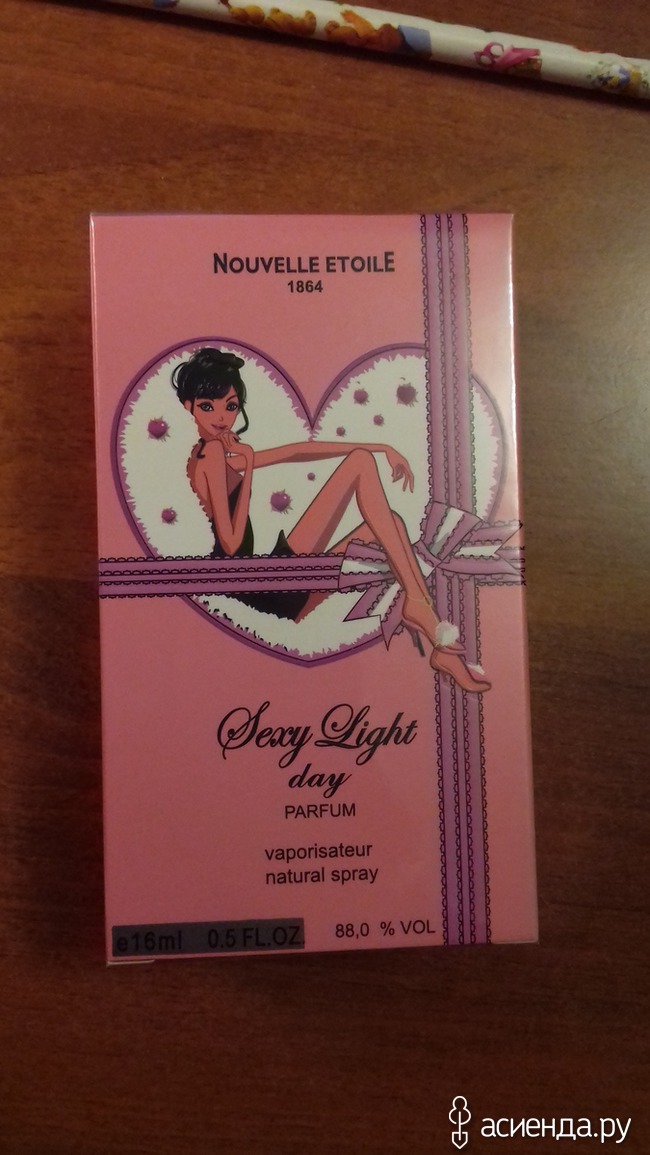 NOUVELLE ETOILE
1864
Sexy Light
day
PARFUM
vaporisateur
natural spray
e16ml 0.5 FL.OZ.
88,0 % VOL
асиенда.ру